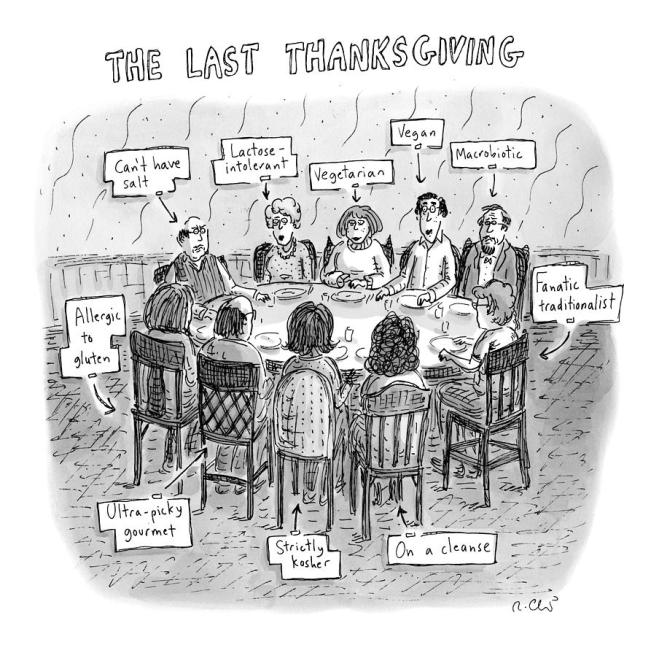 THE LAST THANKSGIVING
Can't have
salt
Lactose-
intolerant
Vegetarian
Vegan
Macrobiotic
Allergic
to
gluten
Fanatic
traditionalist
Ultra-picky
gourmet
Strictly
kosher
On a cleanse